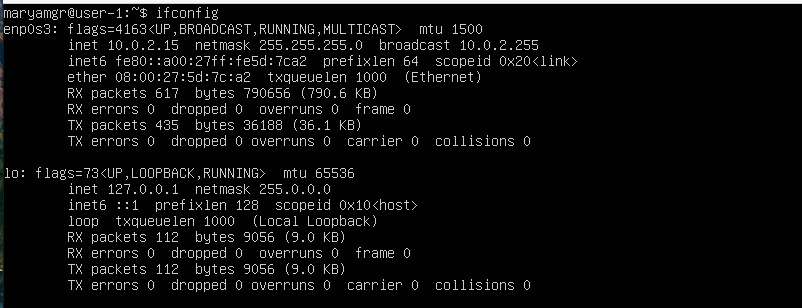 maryamgr@user-1:~$ ifconfig
enp0s3: flags=4163<UP,BROADCAST,RUNNING,MULTICAST>  mtu 1500
        inet 10.0.2.15  netmask 255.255.255.0  broadcast 10.0.2.255
        inet6 fe80::a00:27ff:fe5d:7ca2  prefixlen 64  scopeid 0x20<link>
        ether 08:00:27:5d:7c:a2  txqueuelen 1000  (Ethernet)
        RX packets 617  bytes 790656 (790.6 KB)
        RX errors 0  dropped 0  overruns 0  frame 0
        TX packets 435  bytes 36188 (36.1 KB)
        TX errors 0  dropped 0 overruns 0  carrier 0  collisions 0

lo: flags=73<UP,LOOPBACK,RUNNING>  mtu 65536
        inet 127.0.0.1  netmask 255.0.0.0
        inet6 ::1  prefixlen 128  scopeid 0x10<host>
        loop  txqueuelen 1000  (Local Loopback)
        RX packets 112  bytes 9056 (9.0 KB)
        RX errors 0  dropped 0  overruns 0  frame 0
        TX packets 112  bytes 9056 (9.0 KB)
        TX errors 0  dropped 0 overruns 0  carrier 0  collisions 0